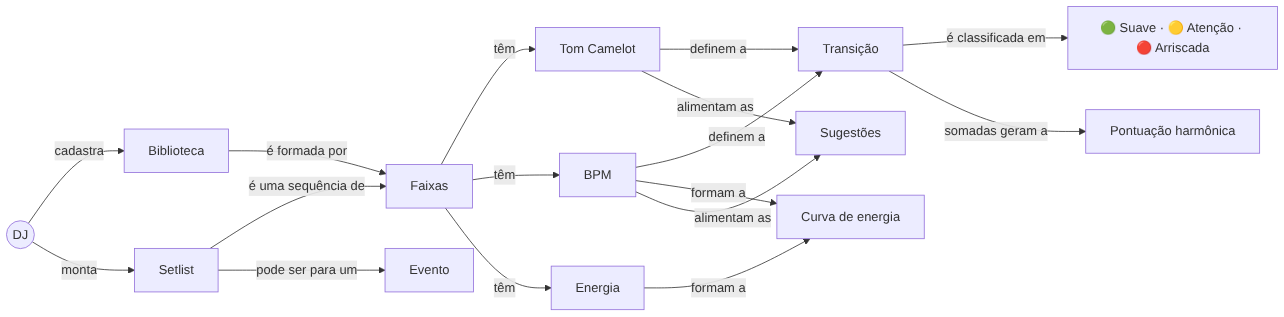 DJ
cadastra
monta
Biblioteca
Setlist
é formada por
é uma sequência de
pode ser para um
Faixas
Evento
têm
têm
têm
Tom Camelot
BPM
Energia
definem a
alimentam as
definem a
formam a
alimentam as
formam a
Transição
Sugestões
Curva de energia
é classificada em
somadas geram a
🟢 Suave · 🟡 Atenção ·
🔴 Arriscada
Pontuação harmônica